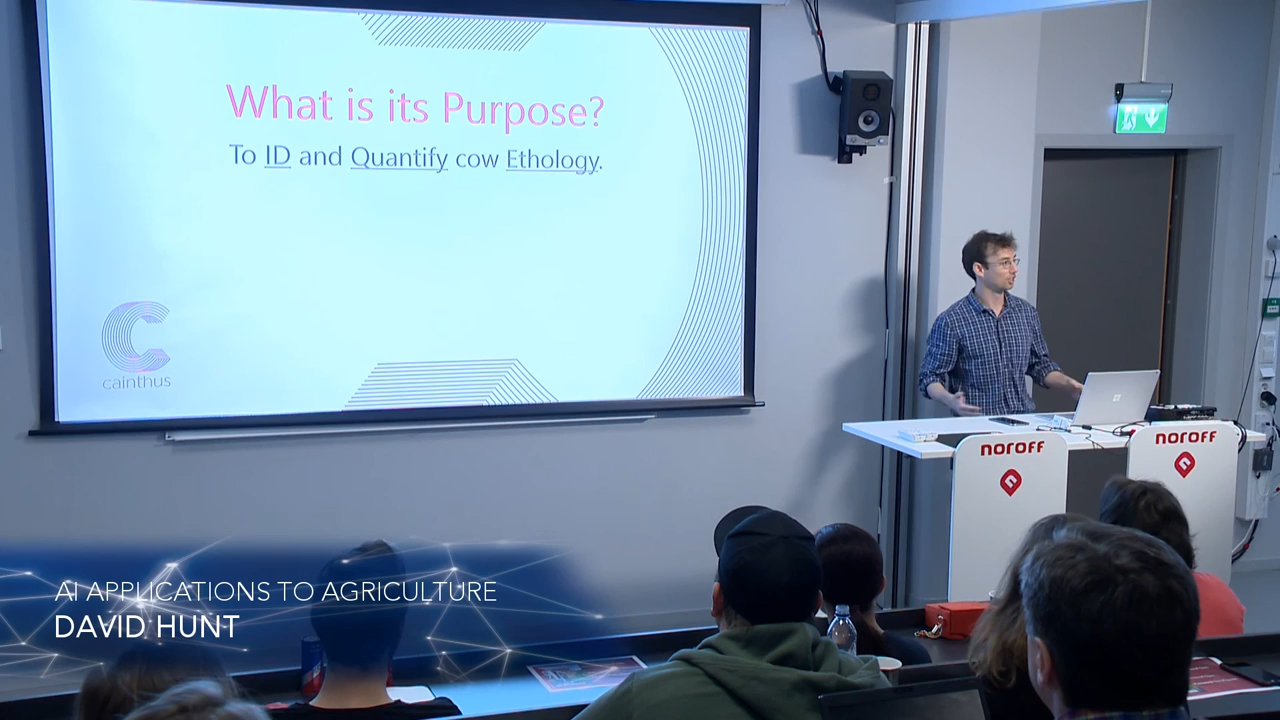 What is its Purpose?
To ID and Quantify cow Ethology.
cainthus
noroff
noroff
AI APPLICATIONS TO AGRICULTURE
DAVID HUNT